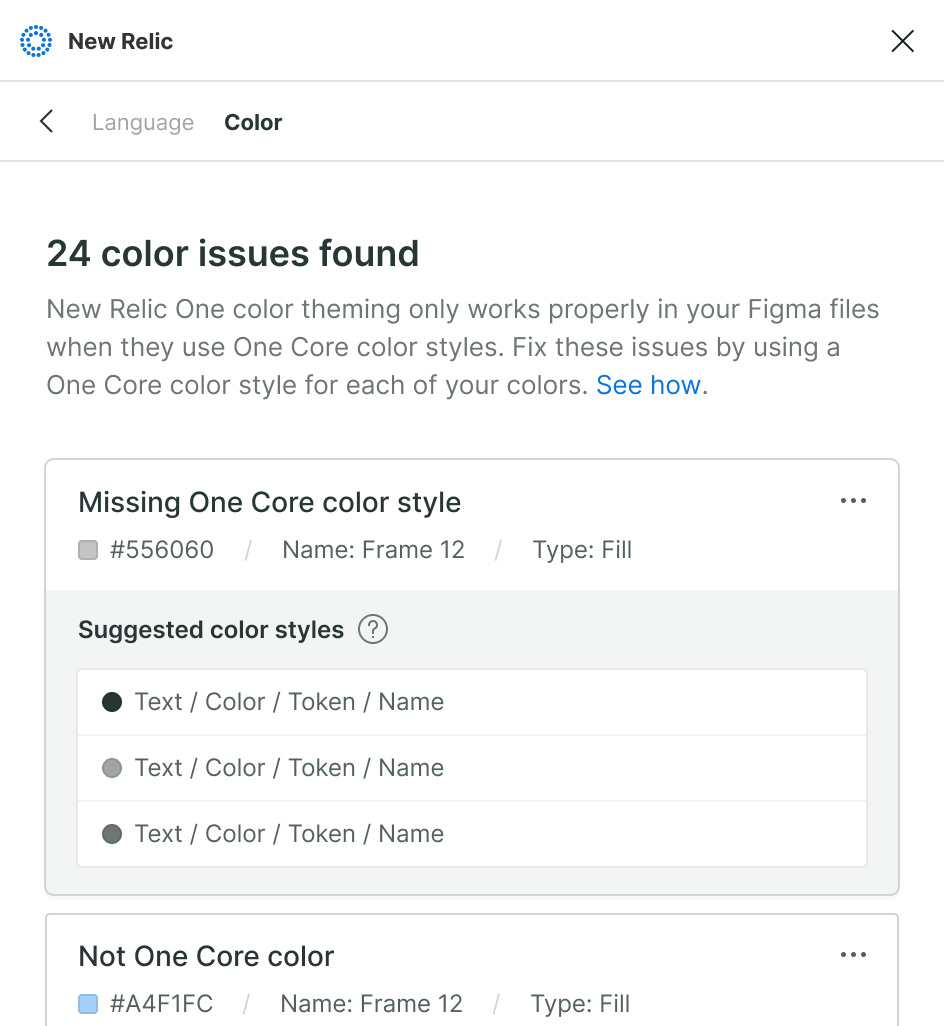 New Relic
Language Color
24 color issues found
New Relic One color theming only works properly in your Figma files
when they use One Core color styles. Fix these issues by using a
One Core color style for each of your colors. See how.
Missing One Core color style
#556060 / Name: Frame 12 / Type: Fill
Suggested color styles ?
Text / Color / Token / Name
Text / Color / Token / Name
Text / Color / Token / Name
Not One Core color
#A4F1FC / Name: Frame 12 / Type: Fill